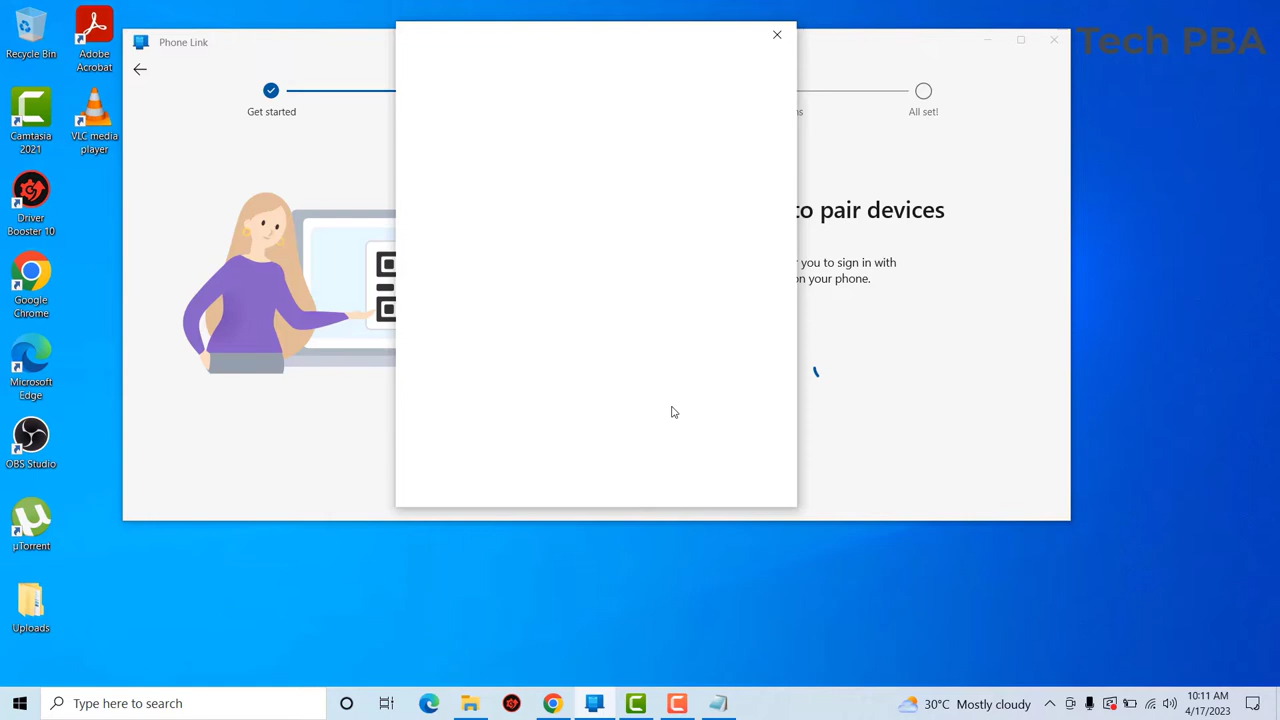 Recycle Bin
Adobe
Acrobat
Camtasia
2021
VLC media
player
Driver
Booster 10
Google
Chrome
Microsoft
Edge
OBS Studio
µTorrent
Uploads
Phone Link
Get started
ns
All set!
to pair devices
you to sign in with
on your phone.
Tech PBA
Type here to search
30°C Mostly cloudy
10:11 AM
4/17/2023